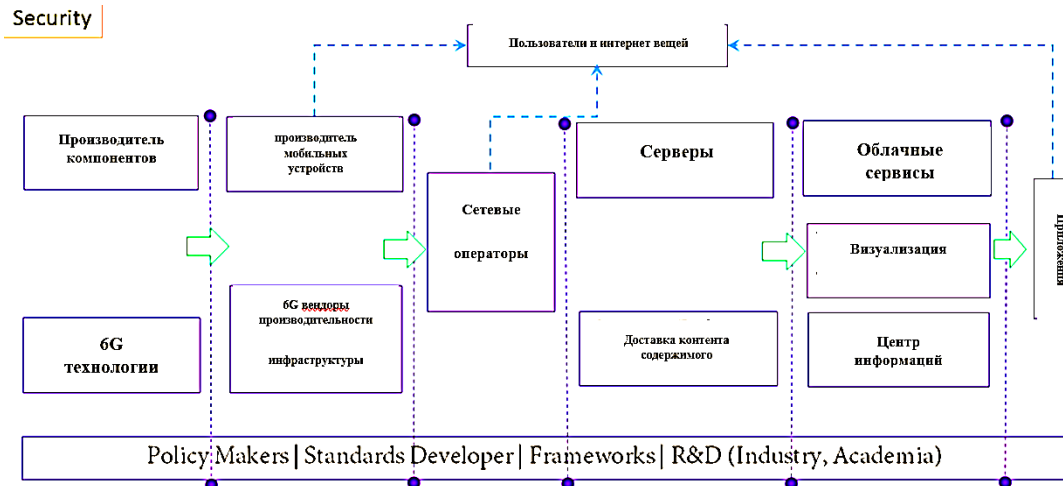 Security
Пользователи и интернет вещей
Производитель
компонентов
производитель
мобильных
устройств
Сетевые
операторы
Серверы
Облачные
сервисы
Визуализация
Приложения
6G
технологии
6G вендоры
производительности
инфраструктуры
Доставка контента
содержимого
Центр
информаций
Policy Makers | Standards Developer | Frameworks | R&D (Industry, Academia)